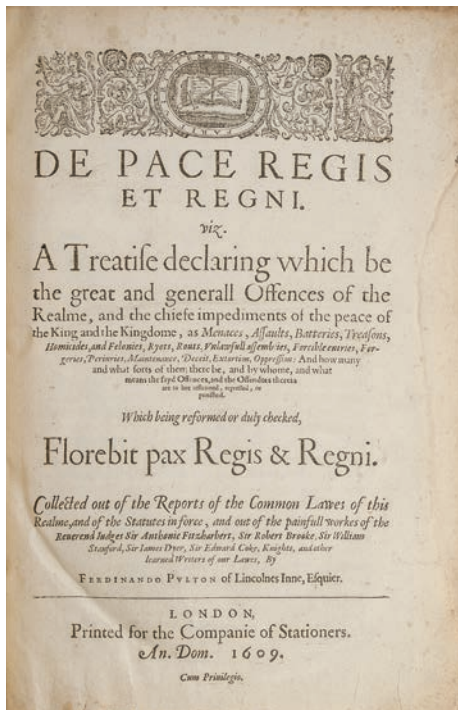 DE PACE REGIS
ET REGNI.
viz.
A Treatiſe declaring which be
the great and generall Offences of the
Realme, and the chiefe impediments of the peace of
the King and the Kingdome, as Menaces, Aſſaults, Batteries, Treaſons,
Homicides, and Felonies, Ryots, Routs, Vnlawfull aſſemblies, Forcible entries, For-
geries, Periuries, Maintenance, Deceit, Extortion, Oppreſſion: And how many
and what ſorts of them there be, and by whome, and what
means the ſayd Offences, and the Offendors therein
are to bee reſtrained, repreſſed, or
puniſhed.
Which being reformed or duly checked,
Florebit pax Regis & Regni.
Collected out of the Reports of the Common Lawes of this
Realme, and of the Statutes in force, and out of the painfull workes of the
Reuerend Iudges Sir Anthonie Fitzharbert, Sir Robert Brooke, Sir William
Stanford, Sir Iames Dyer, Sir Edward Coke, Knights, and other
learned Writers of our Lawes, By
FERDINANDO PVLTON of Lincolnes Inne, Eſquier.
LONDON,
Printed for the Companie of Stationers.
An. Dom. 1609.
Cum Priuilegio.